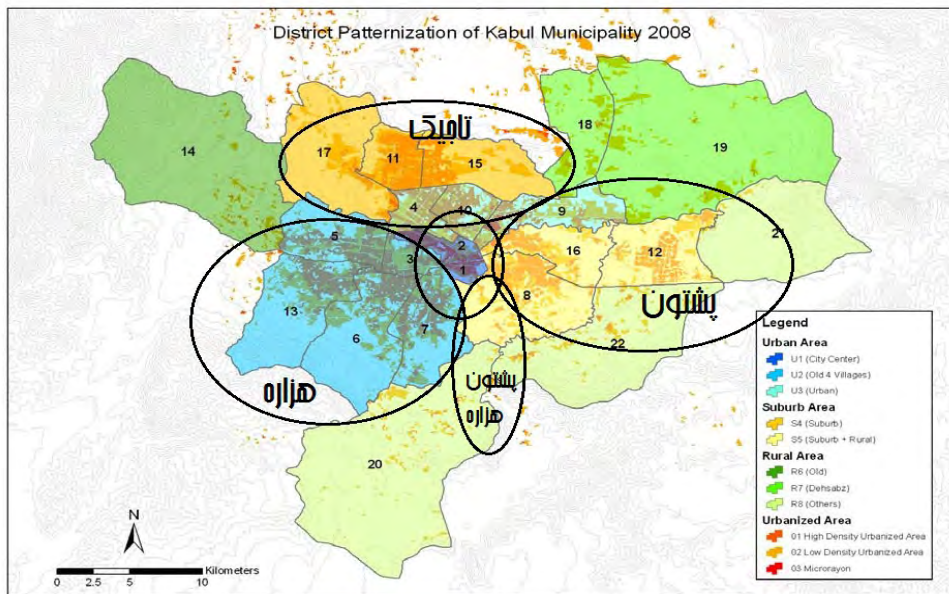 District Patternization of Kabul Municipality 2008
تاجیک
14
17
11
15
18
19
4
10
9
5
2
3
1
16
12
21
8
13
6
7
22
پشتون
هزاره
پشتون
هزاره
20
N
Kilometers
0 2.5 5 10
Legend
Urban Area
U1 (City Center)
U2 (Old 4 Villages)
U3 (Urban)
Suburb Area
S4 (Suburb)
S5 (Suburb + Rural)
Rural Area
R6 (Old)
R7 (Dehsabz)
R8 (Others)
Urbanized Area
01 High Density Urbanized Area
02 Low Density Urbanized Area
03 Microrayon